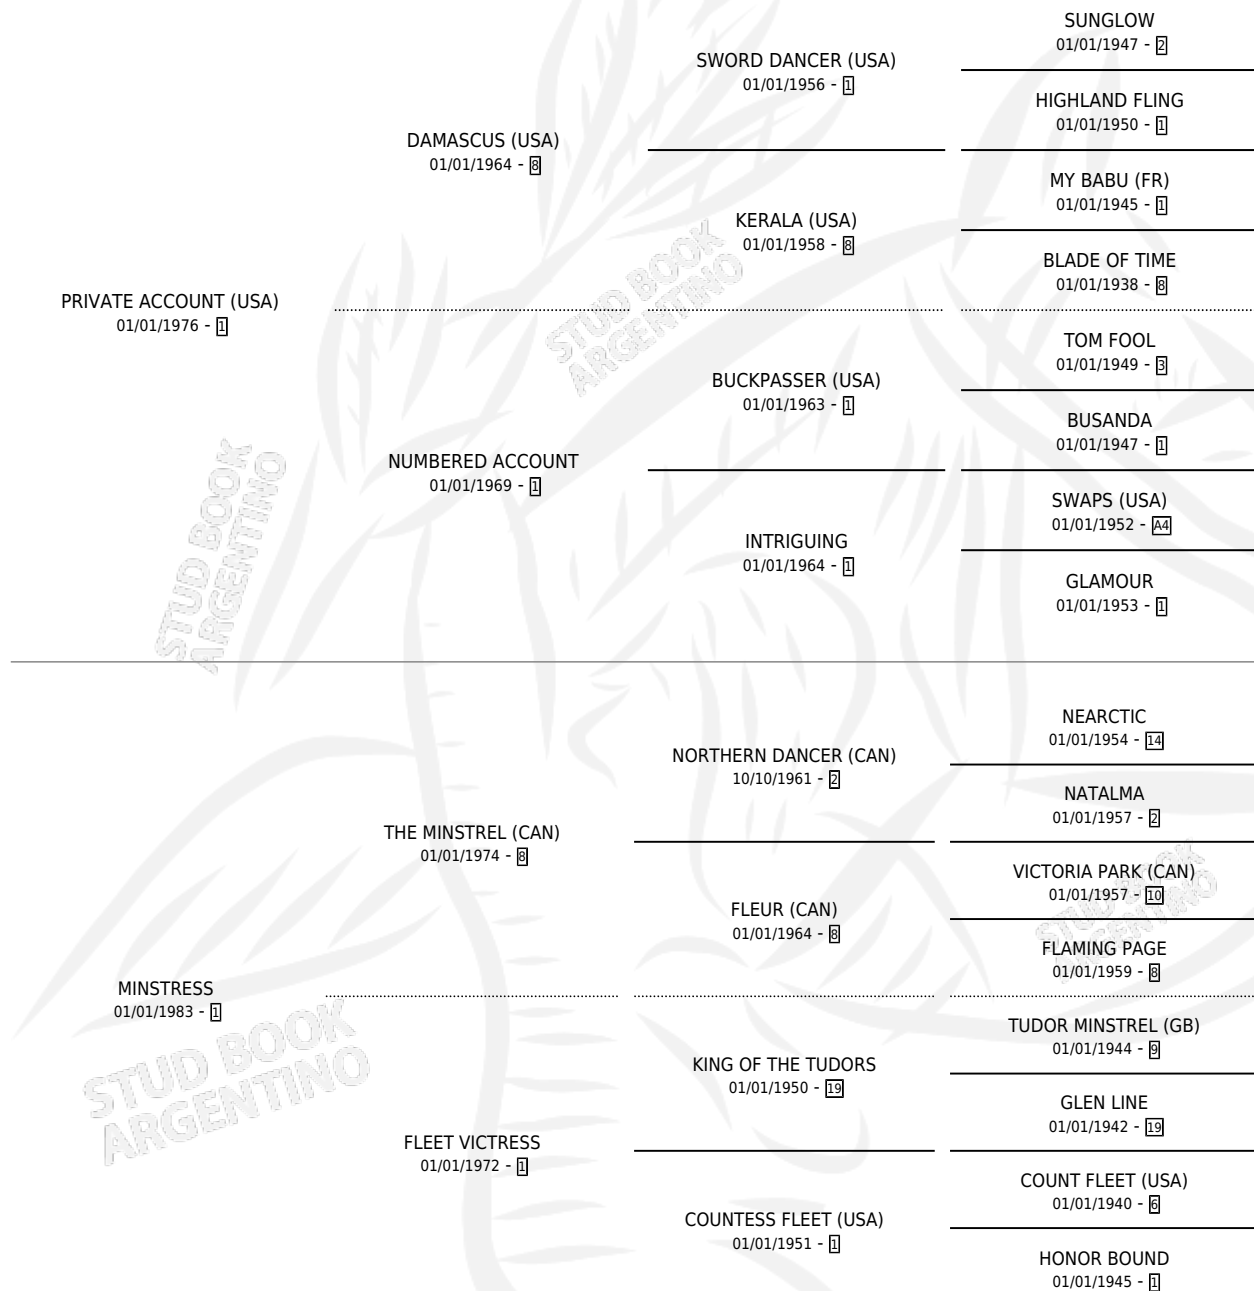 SUNGLOW
01/01/1947 - 2
SWORD DANCER (USA)
01/01/1956 - 1
HIGHLAND FLING
01/01/1950 - 1
DAMASCUS (USA)
01/01/1964 - 8
MY BABU (FR)
01/01/1945 - 1
KERALA (USA)
01/01/1958 - 8
BLADE OF TIME
01/01/1938 - 8
PRIVATE ACCOUNT (USA)
01/01/1976 - 1
STUD BOOK
ARGENTINO
TOM FOOL
01/01/1949 - 3
BUCKPASSER (USA)
01/01/1963 - 1
BUSANDA
01/01/1947 - 1
NUMBERED ACCOUNT
01/01/1969 - 1
SWAPS (USA)
01/01/1952 - A4
INTRIGUING
01/01/1964 - 1
GLAMOUR
01/01/1953 - 1
STUD BOOK
ARGENTINO
NEARCTIC
01/01/1954 - 14
NORTHERN DANCER (CAN)
10/10/1961 - 2
NATALMA
01/01/1957 - 2
THE MINSTREL (CAN)
01/01/1974 - 8
VICTORIA PARK (CAN)
01/01/1957 - 10
FLEUR (CAN)
01/01/1964 - 8
STUD BOOK
ARGENTINO
FLAMING PAGE
01/01/1959 - 8
MINSTRESS
01/01/1983 - 1
STUD BOOK
ARGENTINO
TUDOR MINSTREL (GB)
01/01/1944 - 9
KING OF THE TUDORS
01/01/1950 - 19
GLEN LINE
01/01/1942 - 19
FLEET VICTRESS
01/01/1972 - 1
COUNT FLEET (USA)
01/01/1940 - 6
COUNTESS FLEET (USA)
01/01/1951 - 1
HONOR BOUND
01/01/1945 - 1